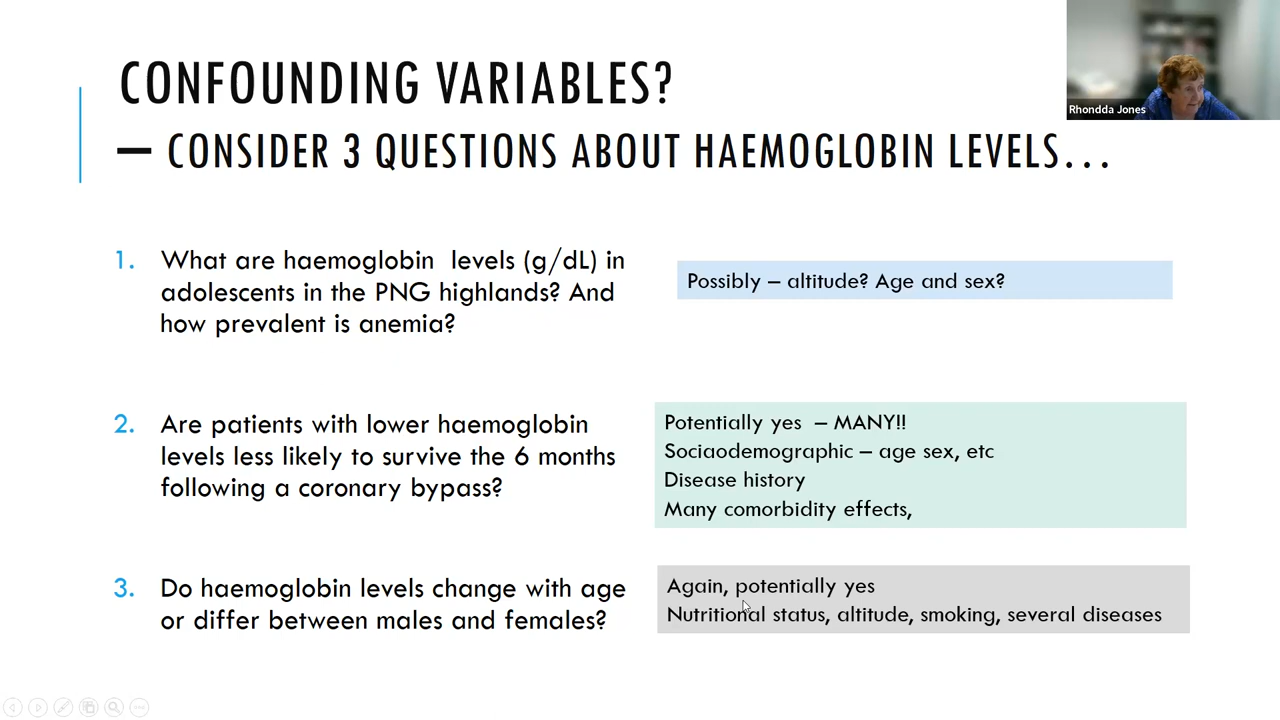 CONFOUNDING VARIABLES?
– CONSIDER 3 QUESTIONS ABOUT HAEMOGLOBIN LEVELS...
Rhondda Jones
1. What are haemoglobin levels (g/dL) in
adolescents in the PNG highlands? And
how prevalent is anemia?
Possibly – altitude? Age and sex?
2. Are patients with lower haemoglobin
levels less likely to survive the 6 months
following a coronary bypass?
Potentially yes – MANY!!
Sociaodemographic – age sex, etc
Disease history
Many comorbidity effects,
3. Do haemoglobin levels change with age
or differ between males and females?
Again, potentially yes
Nutritional status, altitude, smoking, several diseases